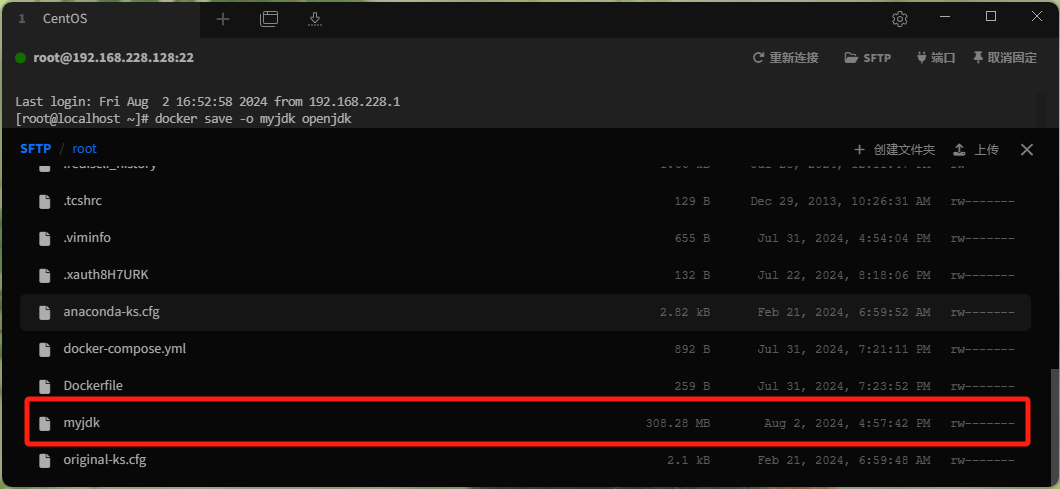 1 CentOS
root@192.168.228.128:22 重新连接 SFTP 端口 取消固定
Last login: Fri Aug  2 16:52:58 2024 from 192.168.228.1
[root@localhost ~]# docker save -o myjdk openjdk
SFTP / root 创建文件夹 上传
.tcshrc 129 B Dec 29, 2013, 10:26:31 AM rw-------
.viminfo 655 B Jul 31, 2024, 4:54:04 PM rw-------
.xauth8H7URK 132 B Jul 22, 2024, 8:18:06 PM rw-------
anaconda-ks.cfg 2.82 kB Feb 21, 2024, 6:59:52 AM rw-------
docker-compose.yml 892 B Jul 31, 2024, 7:21:11 PM rw-------
Dockerfile 259 B Jul 31, 2024, 7:23:52 PM rw-------
myjdk 308.28 MB Aug 2, 2024, 4:57:42 PM rw-------
original-ks.cfg 2.1 kB Feb 21, 2024, 6:59:48 AM rw-------